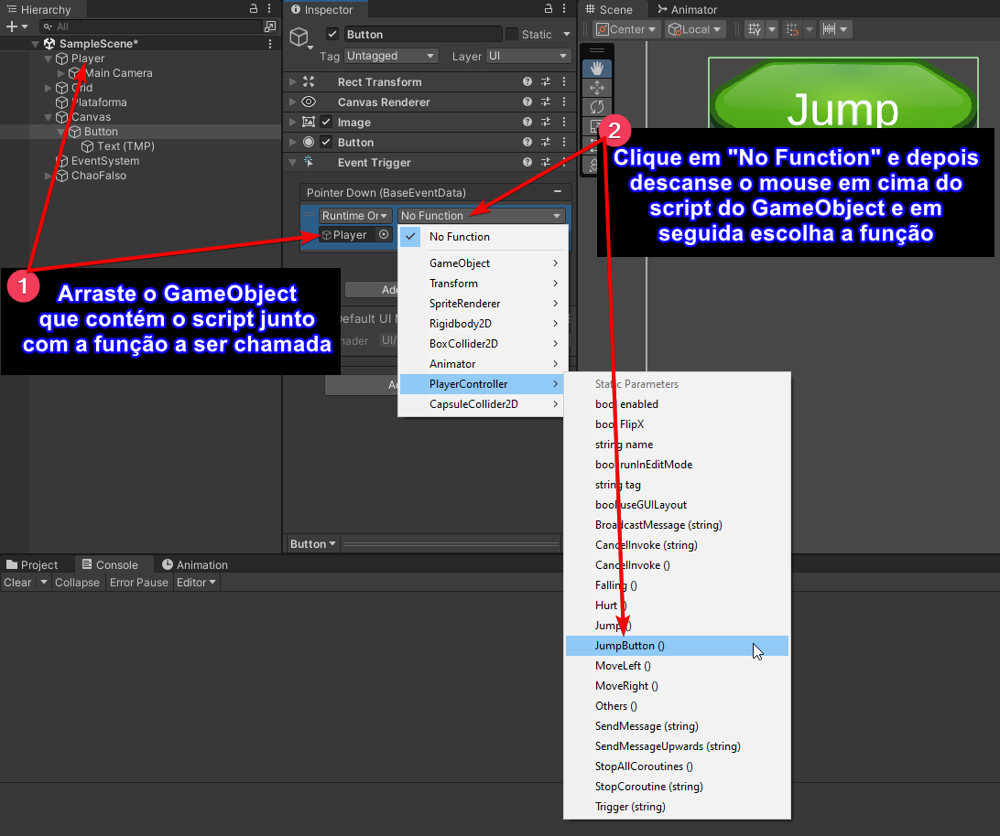 Hierarchy
All
SampleScene*
Player
Main Camera
Grid
Plataforma
Canvas
Button
Text (TMP)
EventSystem
ChaoFalso
1
Arraste o GameObject
que contém o script junto
com a função a ser chamada
Inspector
Button
Static
Tag Untagged Layer UI
Rect Transform
Canvas Renderer
Image
Button
Event Trigger
Pointer Down (BaseEventData)
Runtime Or No Function
Player
No Function
GameObject
Transform
SpriteRenderer
Rigidbody2D
BoxCollider2D
Animator
PlayerController
CapsuleCollider2D
Default UI M
UI/
Button
Scene Animator
Center Local
Jump
2
Clique em "No Function" e depois
descanse o mouse em cima do
script do GameObject e em
seguida escolha a função
Static Parameters
bool enabled
bool FlipX
string name
bool runInEditMode
string tag
bool useGUILayout
BroadcastMessage (string)
CancelInvoke (string)
CancelInvoke ()
Falling ()
Hurt ()
Jump ()
JumpButton ()
MoveLeft ()
MoveRight ()
Others ()
SendMessage (string)
SendMessageUpwards (string)
StopAllCoroutines ()
StopCoroutine (string)
Trigger (string)
Project Console Animation
Clear Collapse Error Pause Editor